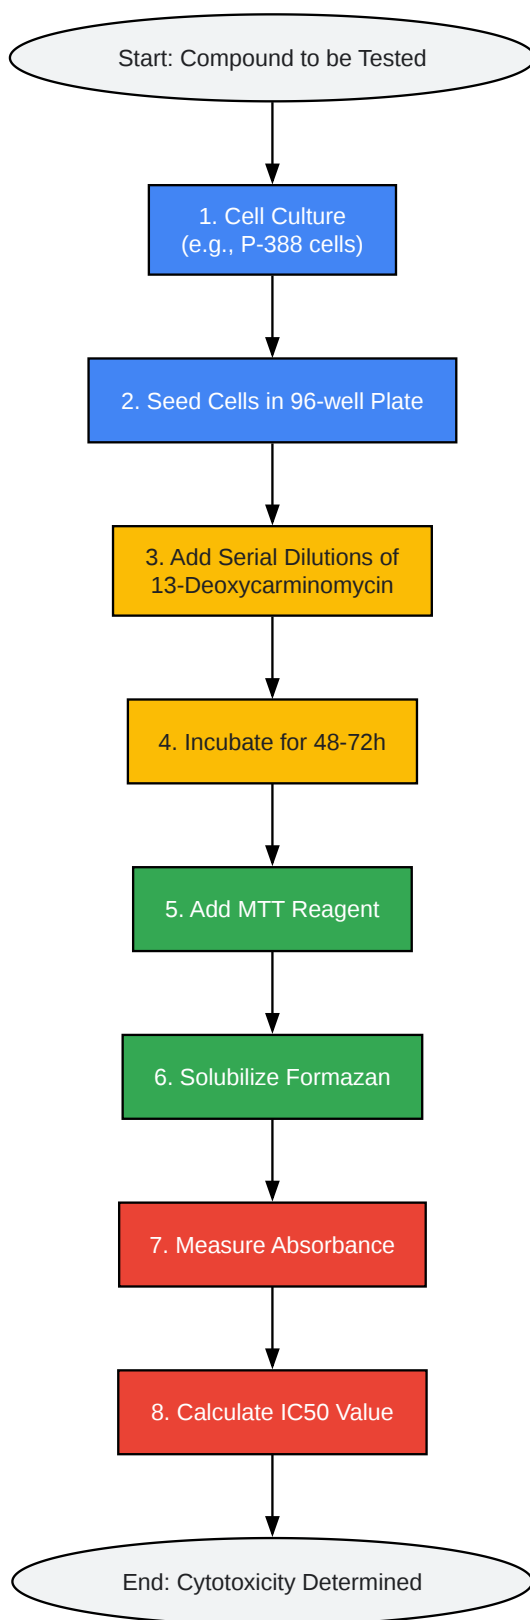 Start: Compound to be Tested
1. Cell Culture
(e.g., P-388 cells)
2. Seed Cells in 96-well Plate
3. Add Serial Dilutions of
13-Deoxycarminomycin
4. Incubate for 48-72h
5. Add MTT Reagent
6. Solubilize Formazan
7. Measure Absorbance
8. Calculate IC50 Value
End: Cytotoxicity Determined